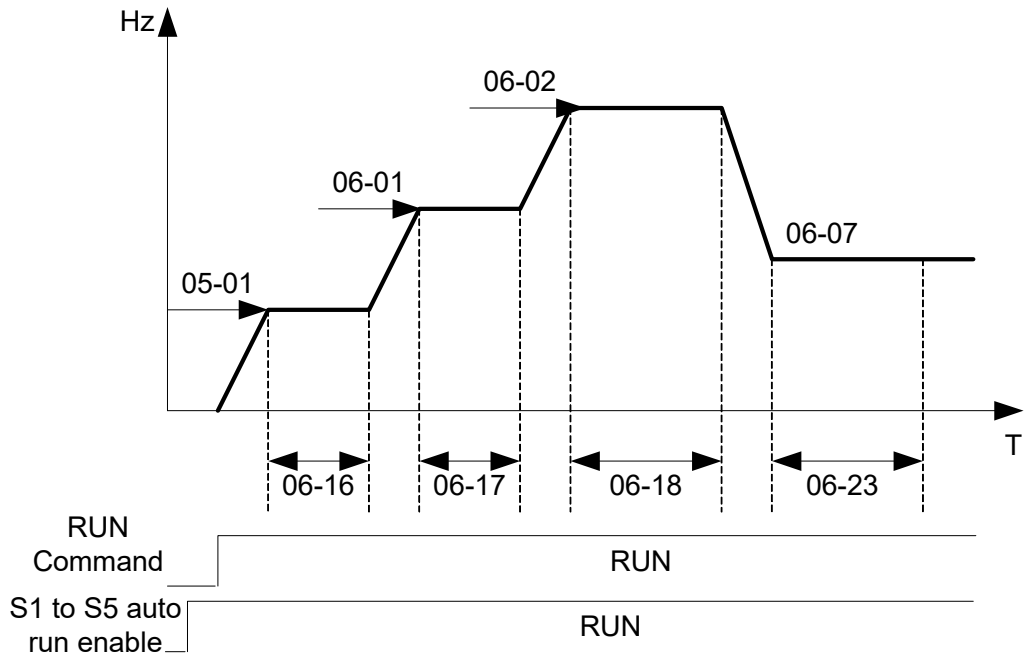 Hz
06-02
06-01
06-07
05-01
T
06-16
06-17
06-18
06-23
RUN
Command
RUN
S1 to S5 auto
run enable
RUN